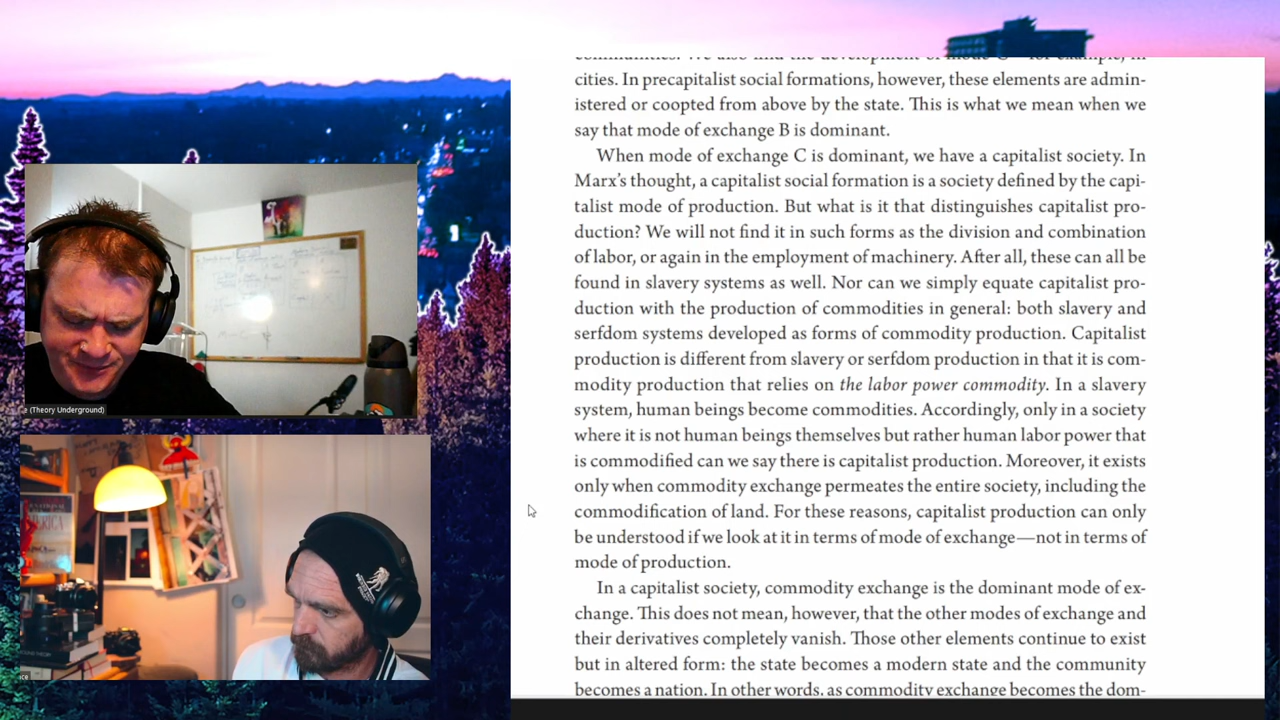 communities. We also find the development of mode C—for example, in
cities. In precapitalist social formations, however, these elements are admin-
istered or coopted from above by the state. This is what we mean when we
say that mode of exchange B is dominant.
When mode of exchange C is dominant, we have a capitalist society. In
Marx’s thought, a capitalist social formation is a society defined by the capi-
talist mode of production. But what is it that distinguishes capitalist pro-
duction? We will not find it in such forms as the division and combination
of labor, or again in the employment of machinery. After all, these can all be
found in slavery systems as well. Nor can we simply equate capitalist pro-
duction with the production of commodities in general: both slavery and
serfdom systems developed as forms of commodity production. Capitalist
production is different from slavery or serfdom production in that it is com-
modity production that relies on the labor power commodity. In a slavery
system, human beings become commodities. Accordingly, only in a society
where it is not human beings themselves but rather human labor power that
is commodified can we say there is capitalist production. Moreover, it exists
only when commodity exchange permeates the entire society, including the
commodification of land. For these reasons, capitalist production can only
be understood if we look at it in terms of mode of exchange—not in terms of
mode of production.
In a capitalist society, commodity exchange is the dominant mode of ex-
change. This does not mean, however, that the other modes of exchange and
their derivatives completely vanish. Those other elements continue to exist
but in altered form: the state becomes a modern state and the community
becomes a nation. In other words, as commodity exchange becomes the dom-
e (Theory Underground)